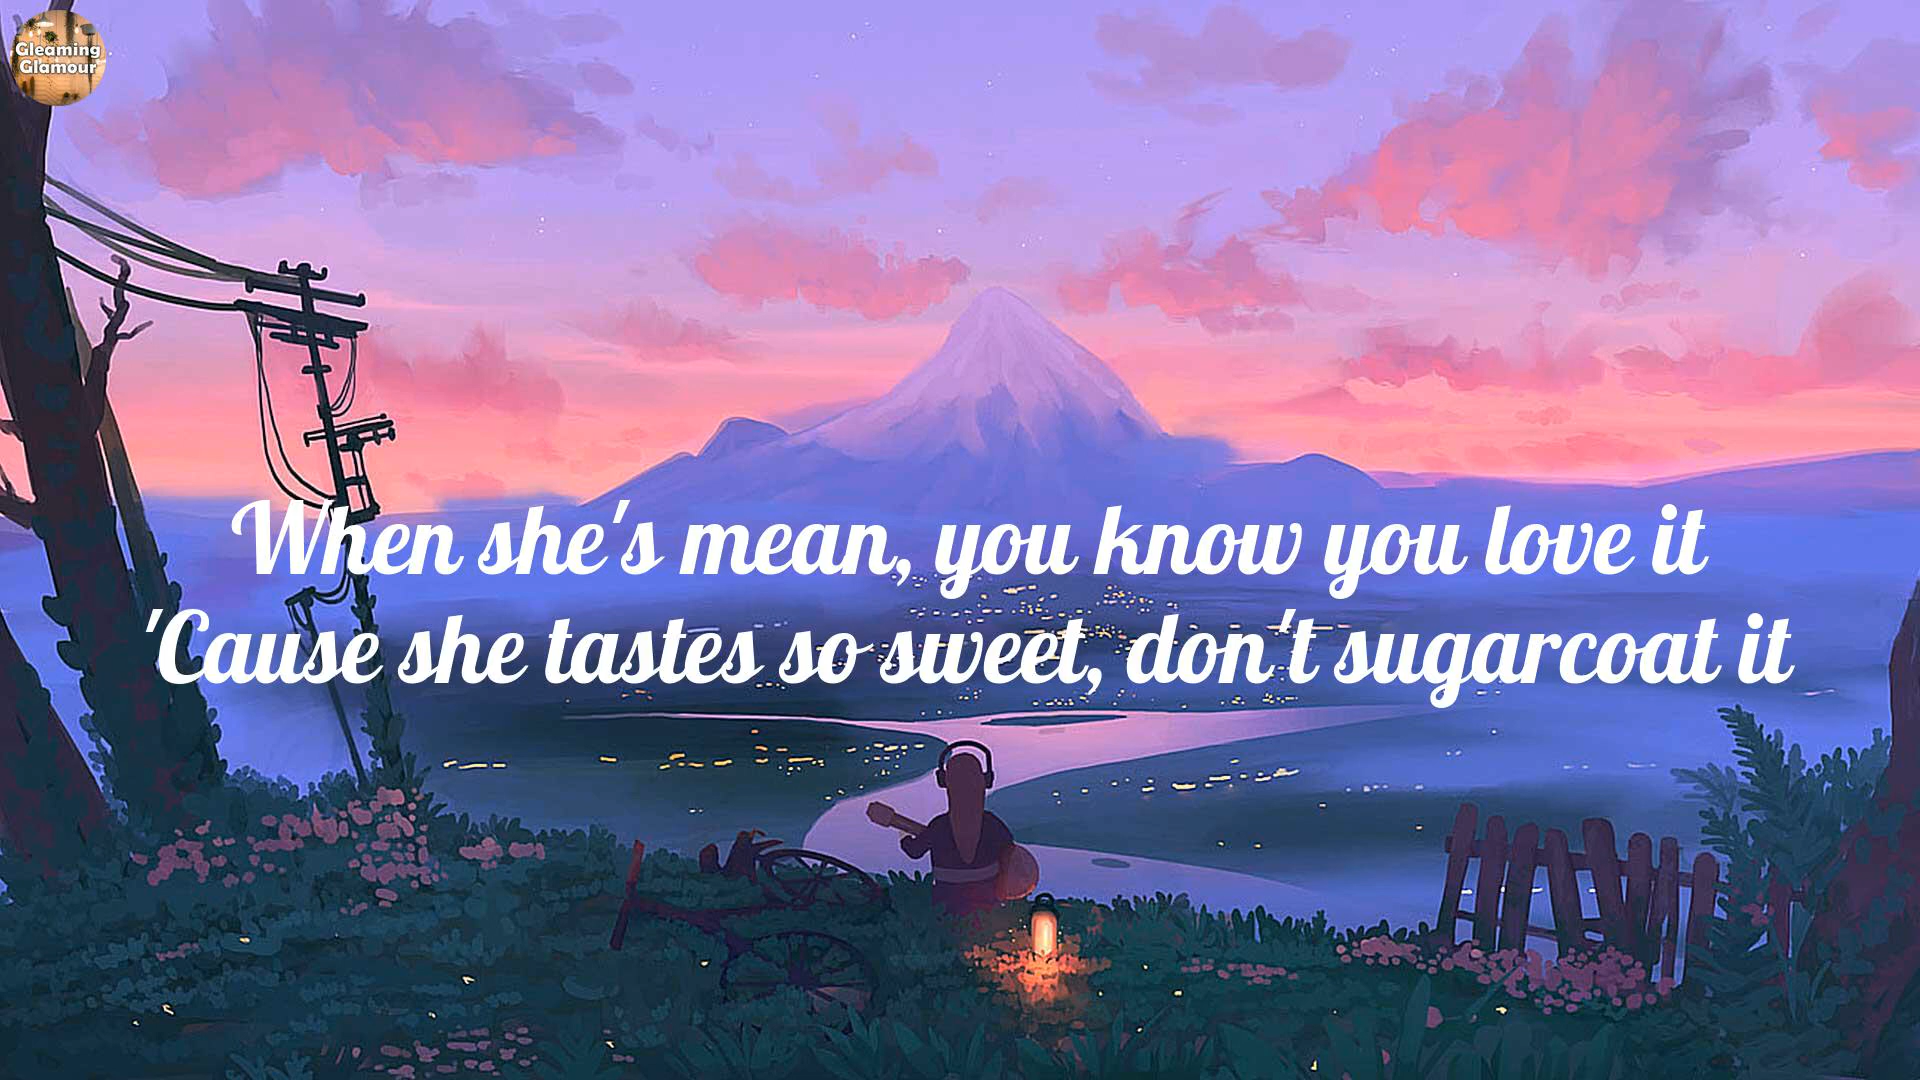 Gleaming
Glamour
When she's mean, you know you love it
'Cause she tastes so sweet, don't sugarcoat it